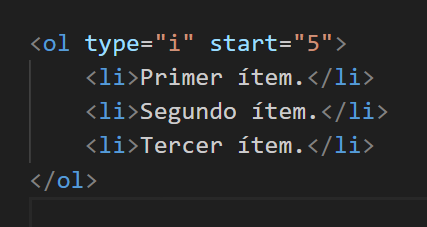 <ol type="i" start="5">
<li>Primer ítem.</li>
<li>Segundo ítem.</li>
<li>Tercer ítem.</li>
</ol>